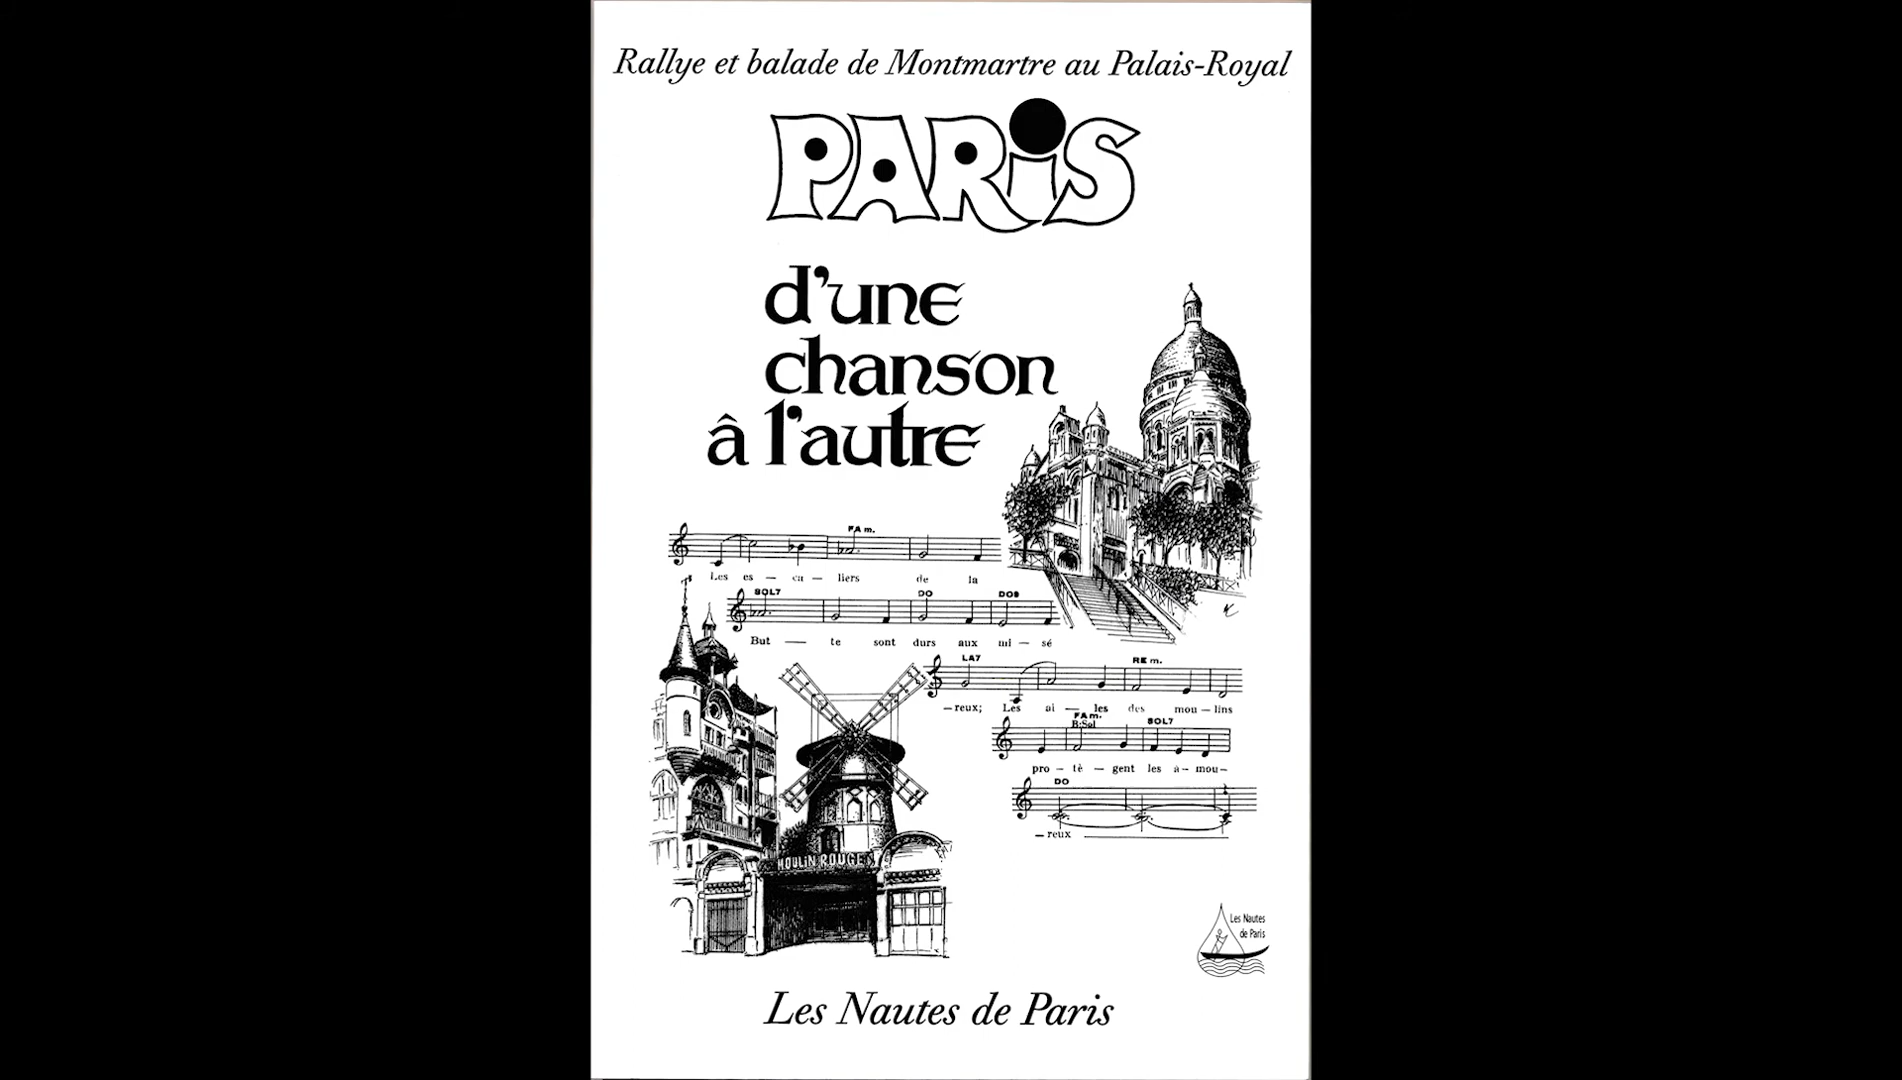 Rallye et balade de Montmartre au Palais-Royal
PARiS
d'une
chanson
â l'autre
FA m.
Les es — ca — liers de la
SOL7 DO DO9
But — te sont durs aux mi — sé
LA7 RE m.
— reux; Les ai — les des mou — lins
FA m.
B:Sol SOL7
pro — tè — gent les a — mou —
DO
— reux
MOULiN ROUGE
Les Nautes
de Paris
Les Nautes de Paris